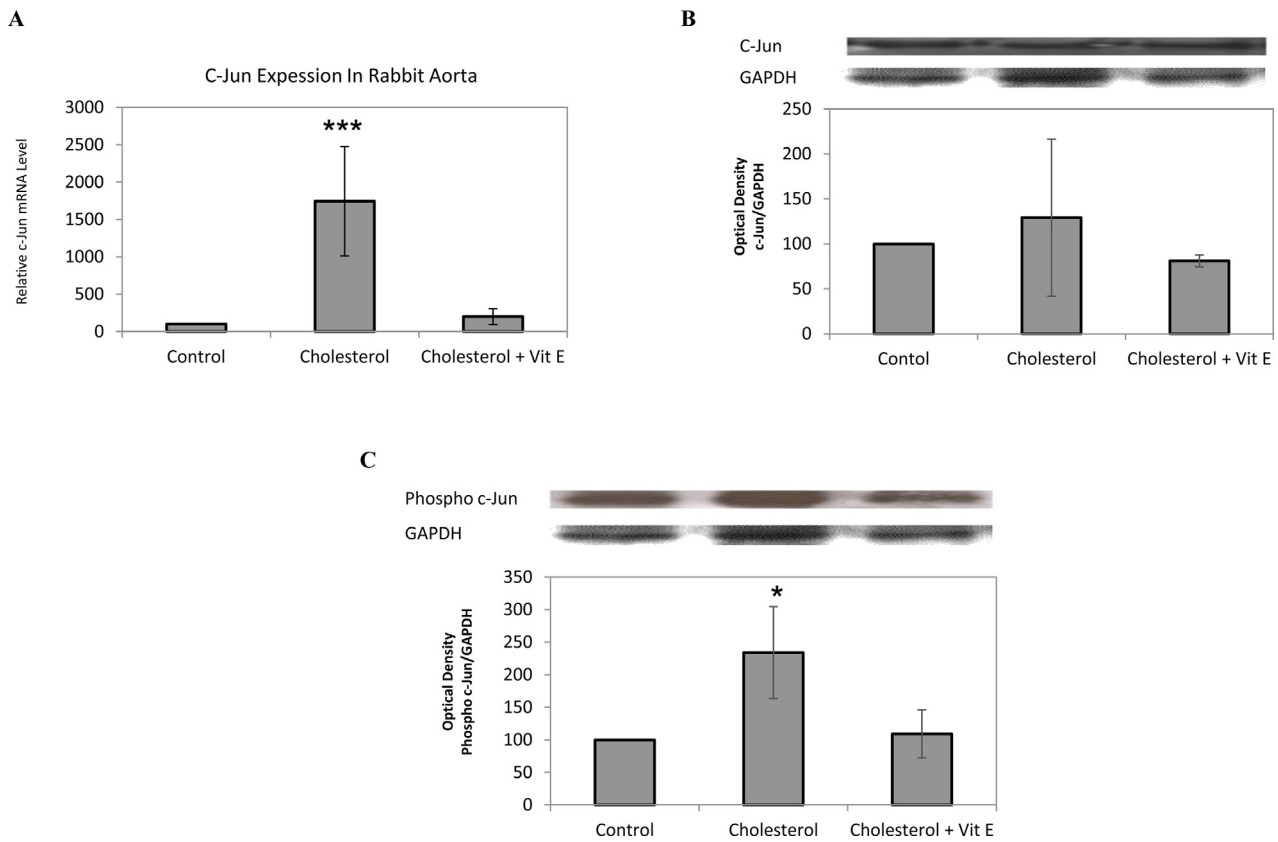 A
C-Jun Expession In Rabbit Aorta
Relative c-Jun mRNA Level
3000
2500
2000
1500
1000
500
0
***
Control Cholesterol Cholesterol + Vit E
B
C-Jun
GAPDH
Optical Density
c-Jun/GAPDH
250
200
150
100
50
0
Contol Cholesterol Cholesterol + Vit E
C
Phospho c-Jun
GAPDH
Optical Density
Phospho c-Jun/GAPDH
350
300
250
200
150
100
50
0
*
Control Cholesterol Cholesterol + Vit E